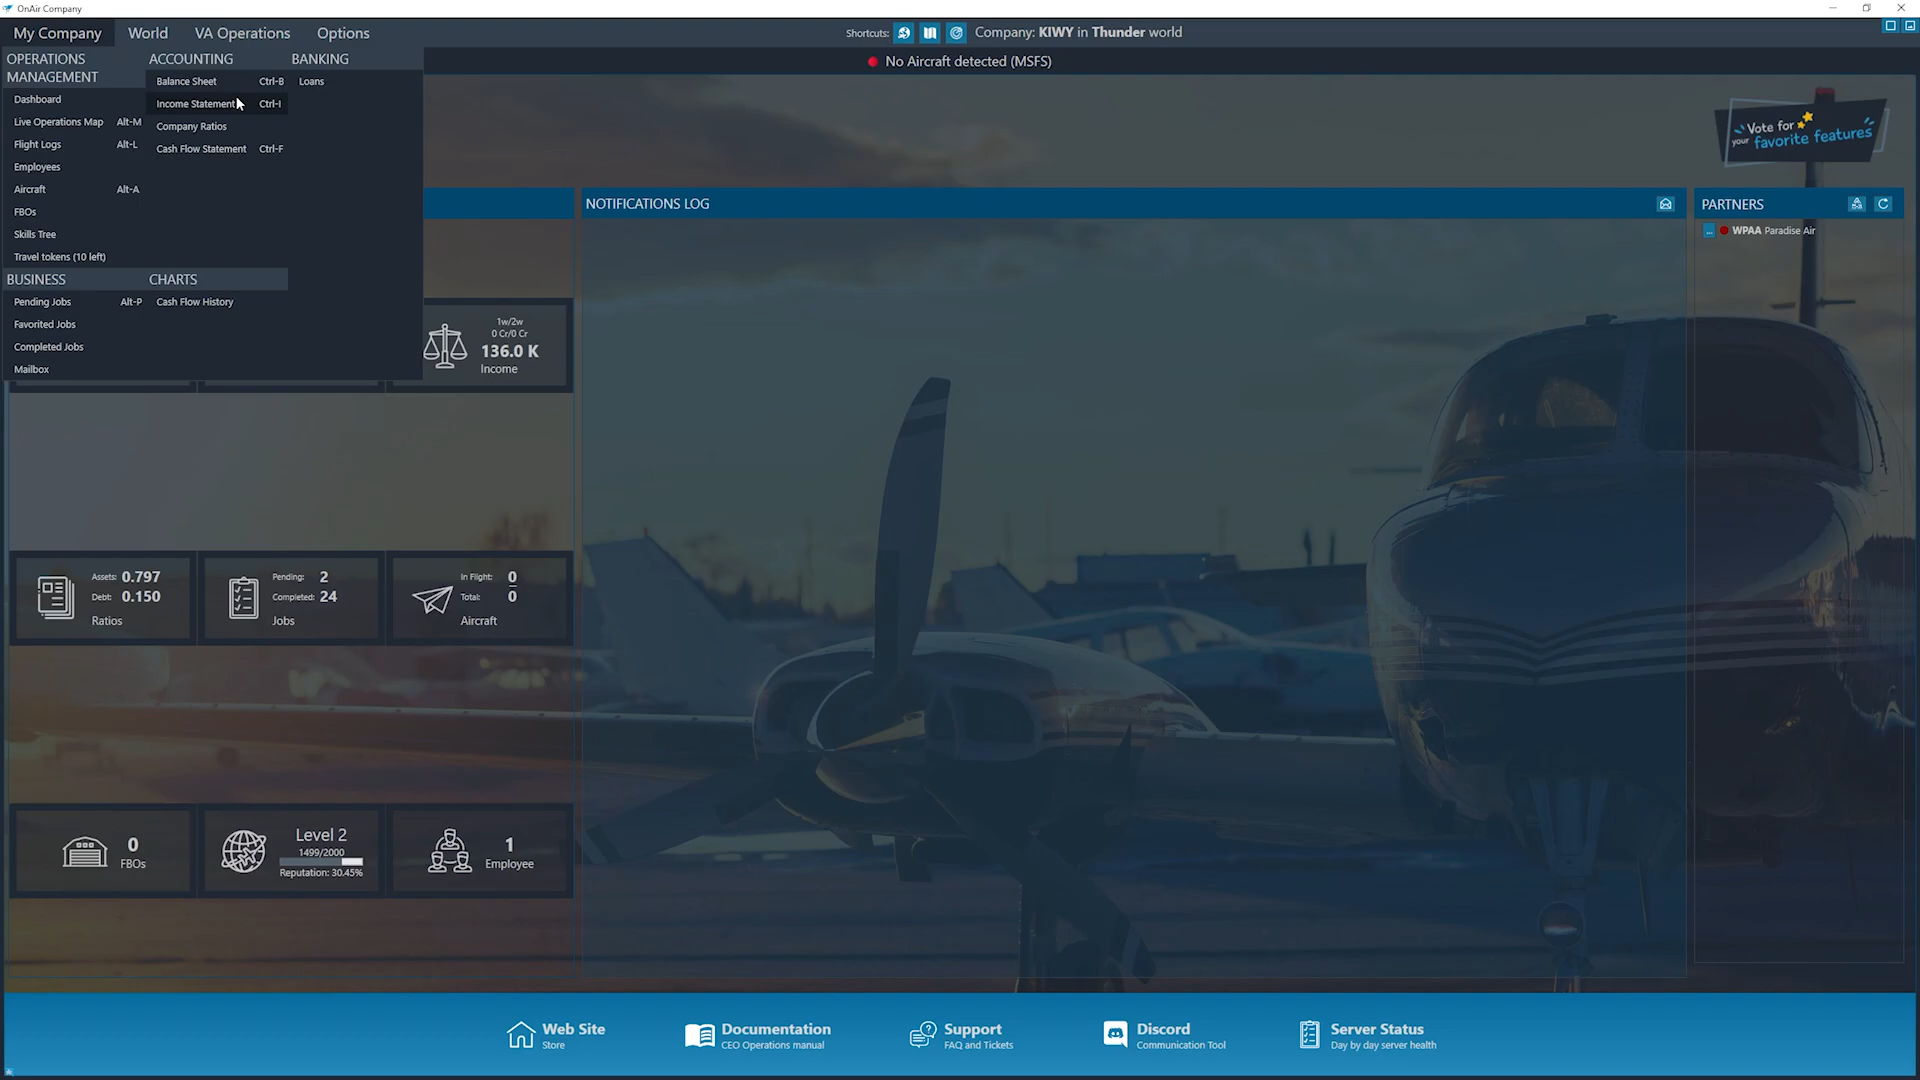 OnAir Company
My Company World VA Operations Options
Shortcuts: Company: KIWY in Thunder world
No Aircraft detected (MSFS)
OPERATIONS MANAGEMENT
Dashboard
Live Operations Map Alt-M
Flight Logs Alt-L
Employees
Aircraft Alt-A
FBOs
Skills Tree
Travel tokens (10 left)
ACCOUNTING
Balance Sheet Ctrl-B
Income Statement Ctrl-I
Company Ratios
Cash Flow Statement Ctrl-F
BANKING
Loans
BUSINESS
Pending Jobs Alt-P
Favorited Jobs
Completed Jobs
Mailbox
CHARTS
Cash Flow History
Vote for
your favorite features
NOTIFICATIONS LOG
PARTNERS
... WPAA Paradise Air
1w/2w
0 Cr/0 Cr
136.0 K
Income
Assets: 0.797
Debt: 0.150
Ratios
Pending: 2
Completed: 24
Jobs
In Flight: 0
Total: 0
Aircraft
0
FBOs
Level 2
1499/2000
Reputation: 30.45%
1
Employee
Web Site
Store
Documentation
CEO Operations manual
Support
FAQ and Tickets
Discord
Communication Tool
Server Status
Day by day server health